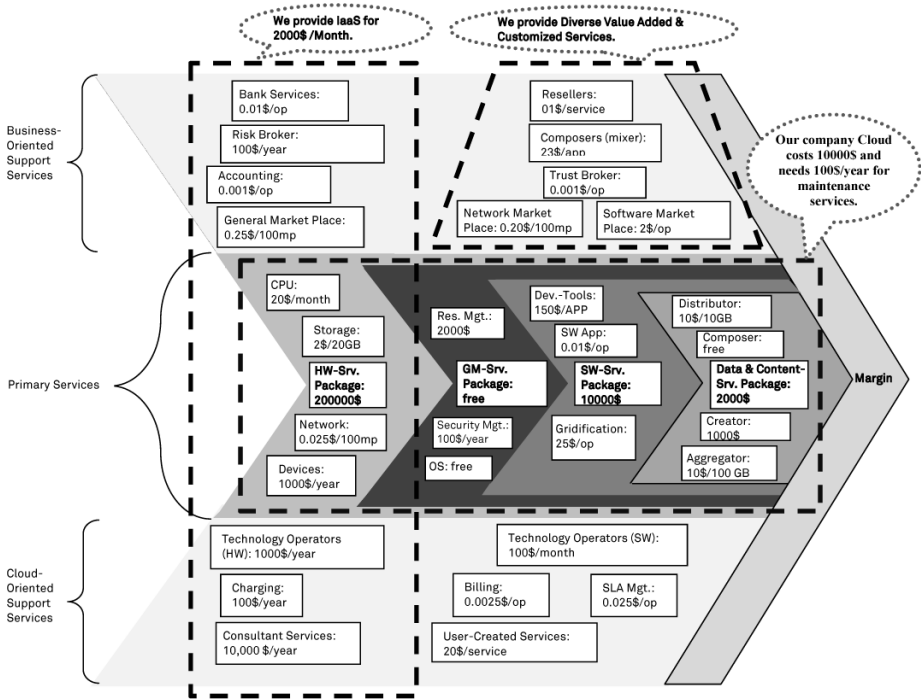 We provide IaaS for
2000$ /Month.
We provide Diverse Value Added &
Customized Services.
Business-
Oriented
Support
Services
Bank Services:
0.01$/op
Risk Broker:
100$/year
Accounting:
0.001$/op
General Market Place:
0.25$/100mp
Resellers:
01$/service
Composers (mixer):
23$/app
Trust Broker:
0.001$/op
Network Market
Place: 0.20$/100mp
Software Market
Place: 2$/op
Our company Cloud
costs 10000$ and
needs 100$/year for
maintenance
services.
Primary Services
CPU:
20$/month
Storage:
2$/20GB
HW-Srv.
Package:
200000$
Network:
0.025$/100mp
Devices:
1000$/year
Res. Mgt.:
2000$
GM-Srv.
Package:
free
Security Mgt.:
100$/year
OS: free
Dev.-Tools:
150$/APP
SW App:
0.01$/op
SW-Srv.
Package:
10000$
Gridification:
25$/op
Distributor:
10$/10GB
Composer:
free
Data & Content-
Srv. Package:
2000$
Creator:
1000$
Aggregator:
10$/100 GB
Margin
Cloud-
Oriented
Support
Services
Technology Operators
(HW): 1000$/year
Charging:
100$/year
Consultant Services:
10,000 $/year
Technology Operators (SW):
100$/month
Billing:
0.0025$/op
SLA Mgt.:
0.025$/op
User-Created Services:
20$/service